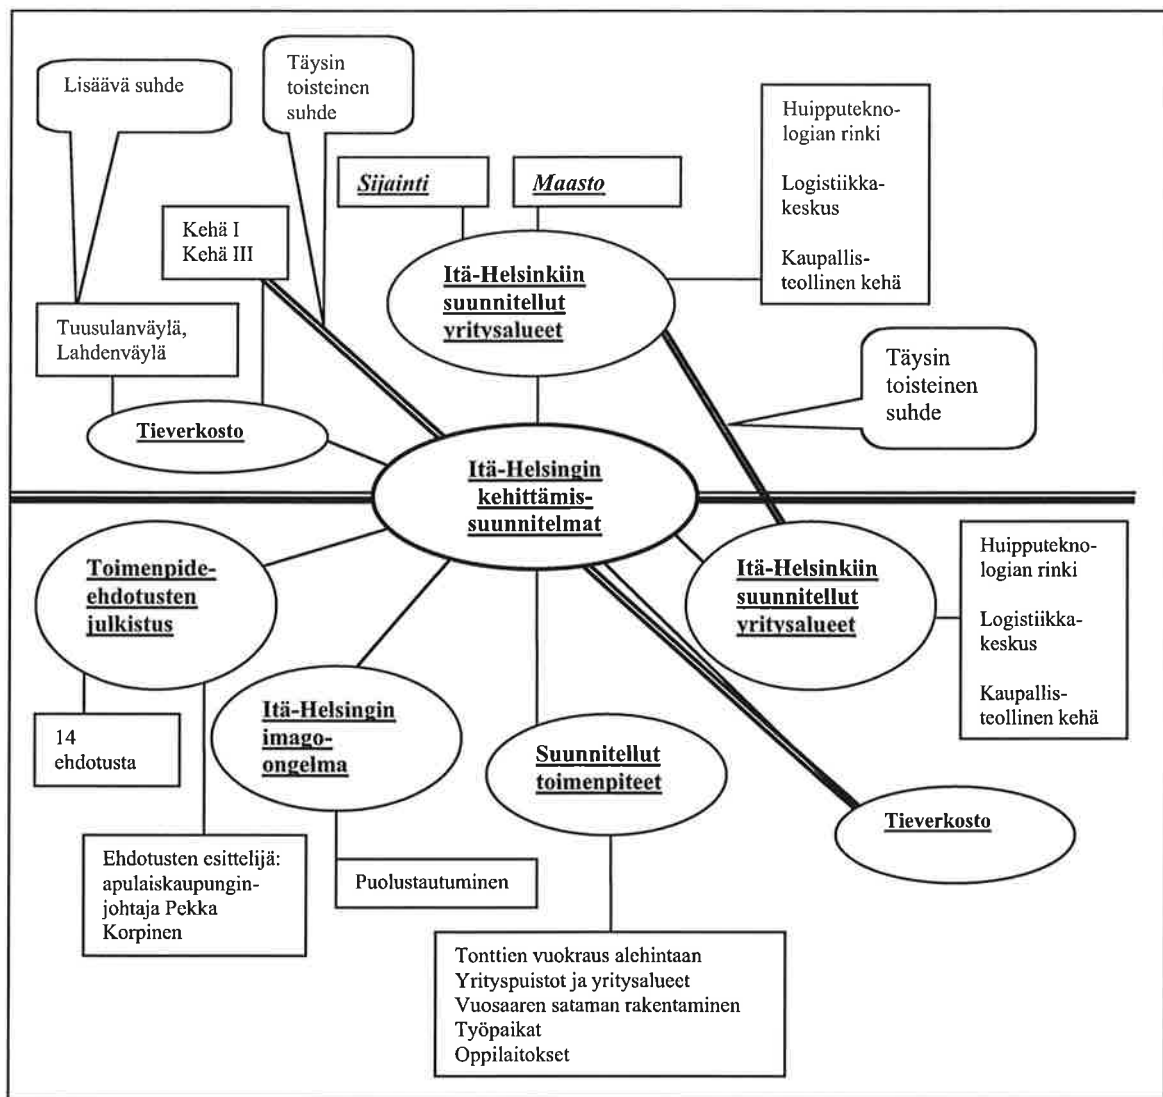 Lisäävä suhde
Täysin
toisteinen
suhde
Huipputekno-
logian rinki
Logistiikka-
keskus
Kaupallis-
teollinen kehä
Sijainti
Maasto
Kehä I
Kehä III
Itä-Helsinkiin
suunnitellut
yritysalueet
Tuusulanväylä,
Lahdenväylä
Täysin
toisteinen
suhde
Tieverkosto
Itä-Helsingin
kehittämis-
suunnitelmat
Toimenpide-
ehdotusten
julkistus
Itä-Helsinkiin
suunnitellut
yritysalueet
Huipputekno-
logian rinki
Logistiikka-
keskus
Kaupallis-
teollinen kehä
14
ehdotusta
Itä-Helsingin
imago-
ongelma
Suunnitellut
toimenpiteet
Tieverkosto
Ehdotusten esittelijä:
apulaiskaupungin-
johtaja Pekka
Korpinen
Puolustautuminen
Tonttien vuokraus alehintaan
Yrityspuistot ja yritysalueet
Vuosaaren sataman rakentaminen
Työpaikat
Oppilaitokset